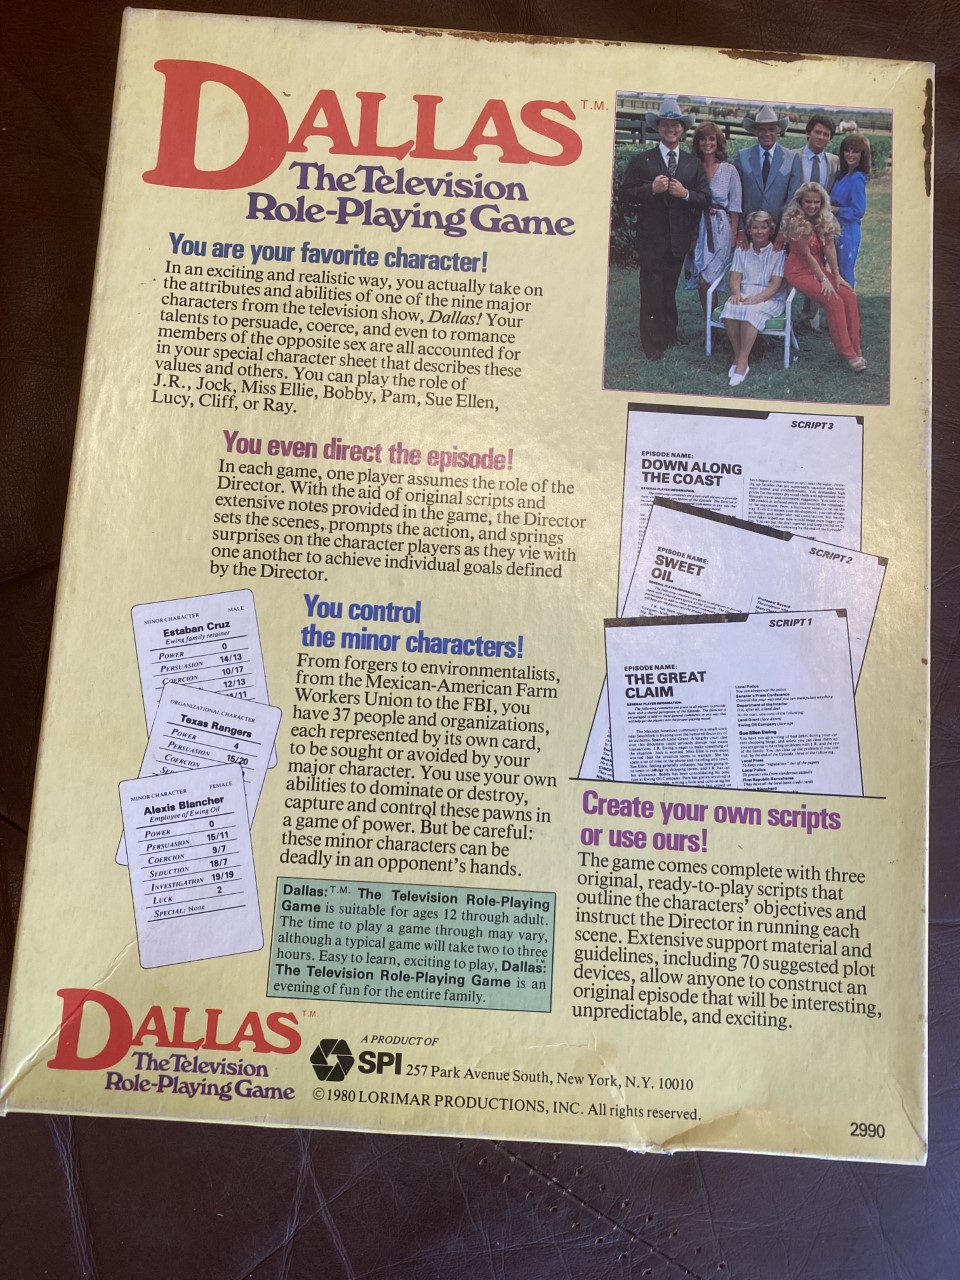 DALLAS T.M.
The Television
Role-Playing Game
You are your favorite character!
In an exciting and realistic way, you actually take on
the attributes and abilities of one of the nine major
characters from the television show, Dallas! Your
talents to persuade, coerce, and even to romance
members of the opposite sex are all accounted for
in your special character sheet that describes these
values and others. You can play the role of
J.R., Jock, Miss Ellie, Bobby, Pam, Sue Ellen,
Lucy, Cliff, or Ray.
You even direct the episode!
In each game, one player assumes the role of the
Director. With the aid of original scripts and
extensive notes provided in the game, the Director
sets the scenes, prompts the action, and springs
surprises on the character players as they vie with
one another to achieve individual goals defined
by the Director.
SCRIPT 3
EPISODE NAME:
DOWN ALONG
THE COAST
SCRIPT 2
EPISODE NAME:
SWEET
OIL
SCRIPT 1
EPISODE NAME:
THE GREAT
CLAIM
GENERAL PLAYER INFORMATION:
Local Police
Senator's Press Conference
Department of the Interior
Sue Ellen Ewing
Local Press
Local Police
MINOR CHARACTER MALE
Estaban Cruz
Ewing family retainer
POWER 0
PERSUASION 14/13
COERCION 10/17
12/13
/11
ORGANIZATIONAL CHARACTER
Texas Rangers
POWER 4
PERSUASION 15/20
COERCION
MINOR CHARACTER FEMALE
Alexis Blancher
Employee of Ewing Oil
POWER 0
PERSUASION 15/11
COERCION 9/7
SEDUCTION 18/7
INVESTIGATION 19/19
LUCK 2
SPECIAL: None
You control
the minor characters!
From forgers to environmentalists,
from the Mexican-American Farm
Workers Union to the FBI, you
have 37 people and organizations,
each represented by its own card,
to be sought or avoided by your
major character. You use your own
abilities to dominate or destroy,
capture and control these pawns in
a game of power. But be careful:
these minor characters can be
deadly in an opponent's hands.
Create your own scripts
or use ours!
The game comes complete with three
original, ready-to-play scripts that
outline the characters' objectives and
instruct the Director in running each
scene. Extensive support material and
guidelines, including 70 suggested plot
devices, allow anyone to construct an
original episode that will be interesting,
unpredictable, and exciting.
Dallas: T.M. The Television Role-Playing
Game is suitable for ages 12 through adult.
The time to play a game through may vary,
although a typical game will take two to three
hours. Easy to learn, exciting to play, Dallas: TM
The Television Role-Playing Game is an
evening of fun for the entire family.
DALLAS T.M.
The Television
Role-Playing Game
A PRODUCT OF
SPI 257 Park Avenue South, New York, N.Y. 10010
©1980 LORIMAR PRODUCTIONS, INC. All rights reserved.
2990